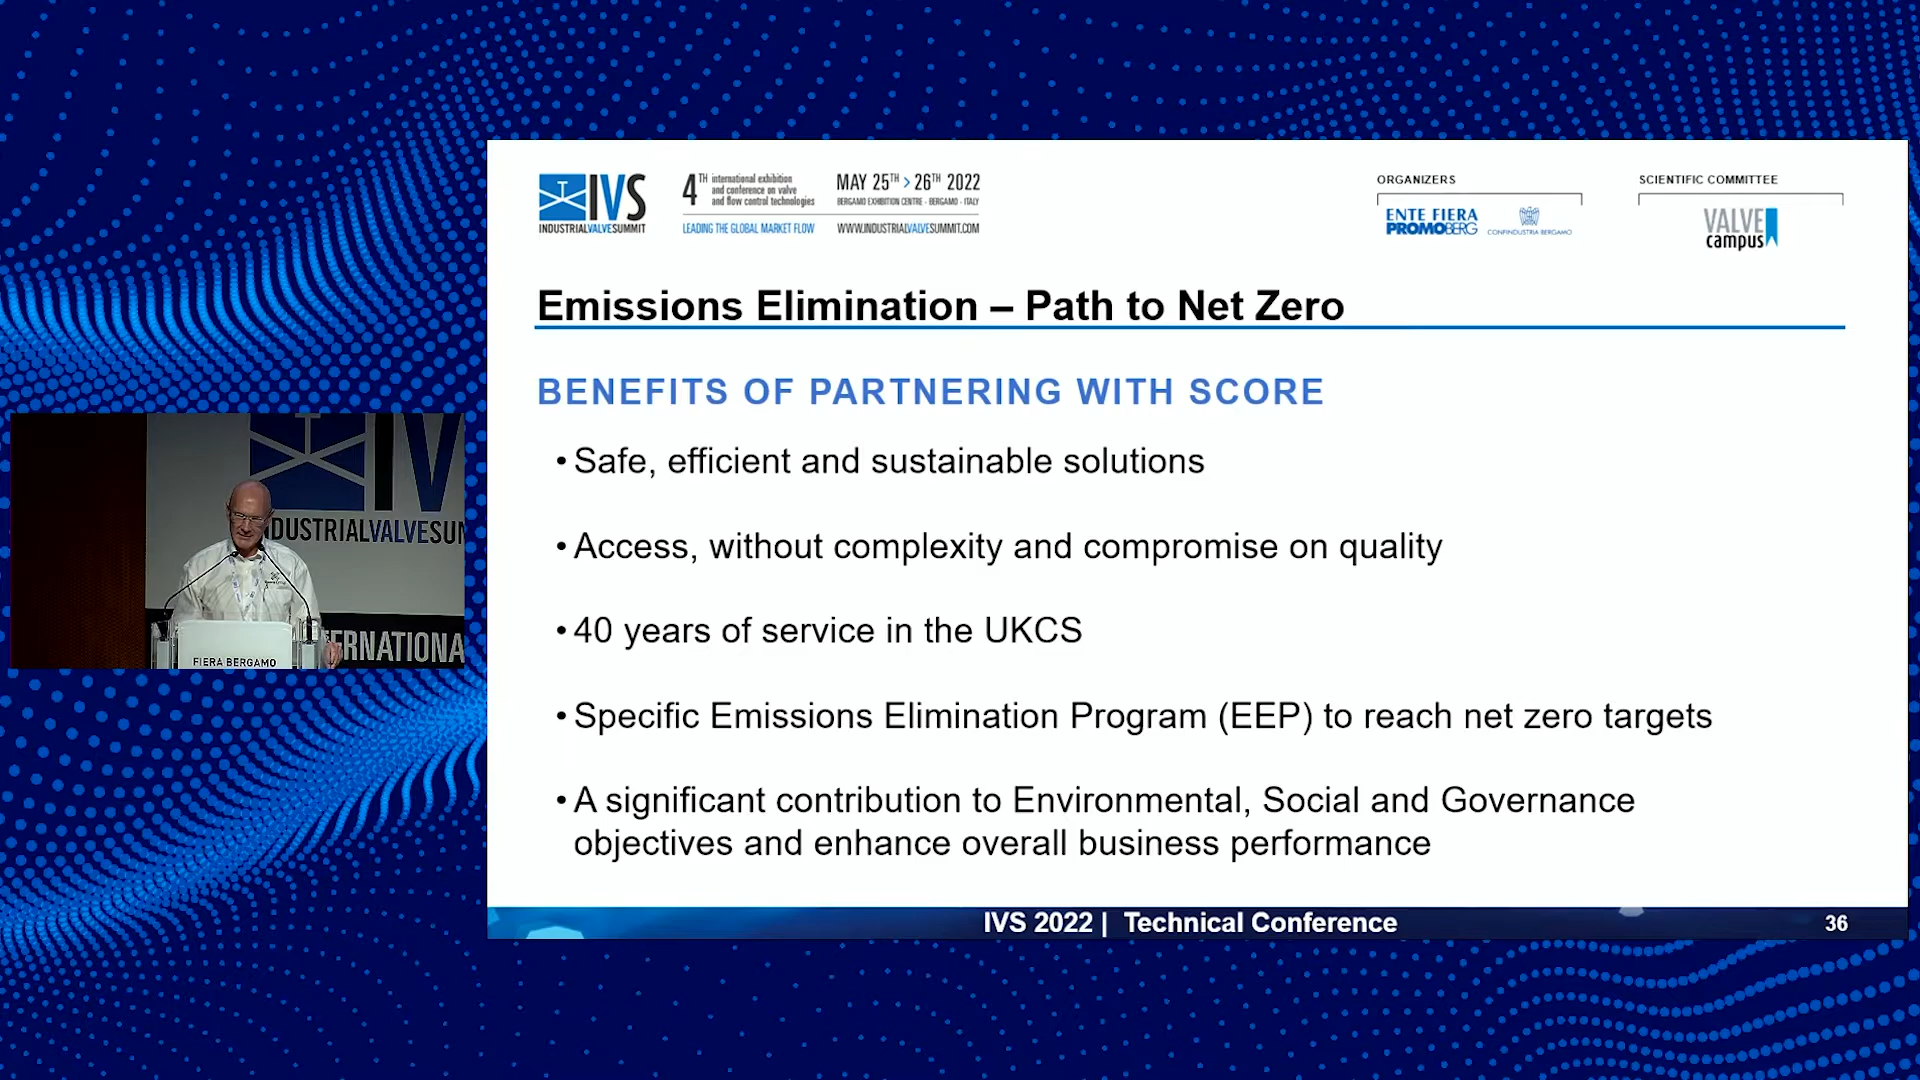 IVS
INDUSTRIALVALVESUMMIT
4TH international exhibition
and conference on valve
and flow control technologies
LEADING THE GLOBAL MARKET FLOW
MAY 25TH > 26TH 2022
BERGAMO EXHIBITION CENTRE - BERGAMO - ITALY
WWW.INDUSTRIALVALVESUMMIT.COM
ORGANIZERS
ENTE FIERA
PROMOBERG
CONFINDUSTRIA BERGAMO
SCIENTIFIC COMMITTEE
VALVE
campus
Emissions Elimination – Path to Net Zero
BENEFITS OF PARTNERING WITH SCORE
• Safe, efficient and sustainable solutions
• Access, without complexity and compromise on quality
• 40 years of service in the UKCS
• Specific Emissions Elimination Program (EEP) to reach net zero targets
• A significant contribution to Environmental, Social and Governance
objectives and enhance overall business performance
IVS 2022 | Technical Conference
36
IV
DUSTRIALVALVESUM
ERNATIONA
FIERA BERGAMO